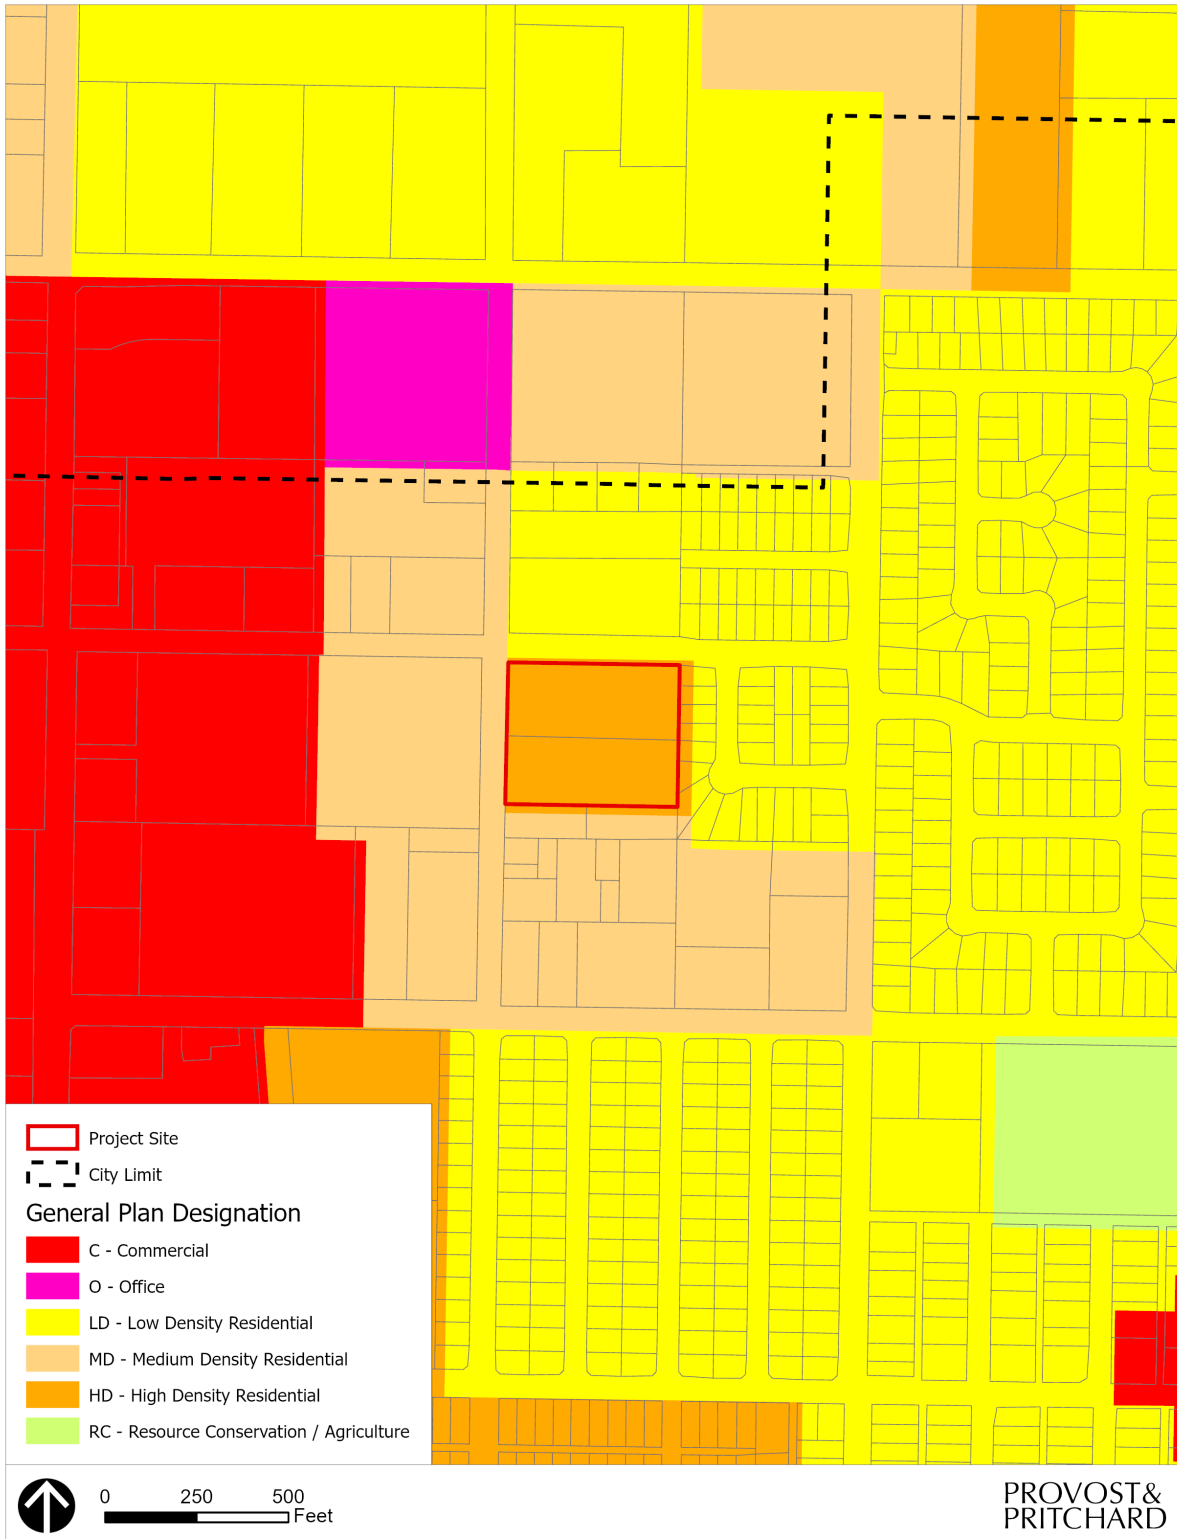 Project Site
City Limit
General Plan Designation
C - Commercial
O - Office
LD - Low Density Residential
MD - Medium Density Residential
HD - High Density Residential
RC - Resource Conservation / Agriculture
0 250 500
Feet
PROVOST&
PRITCHARD